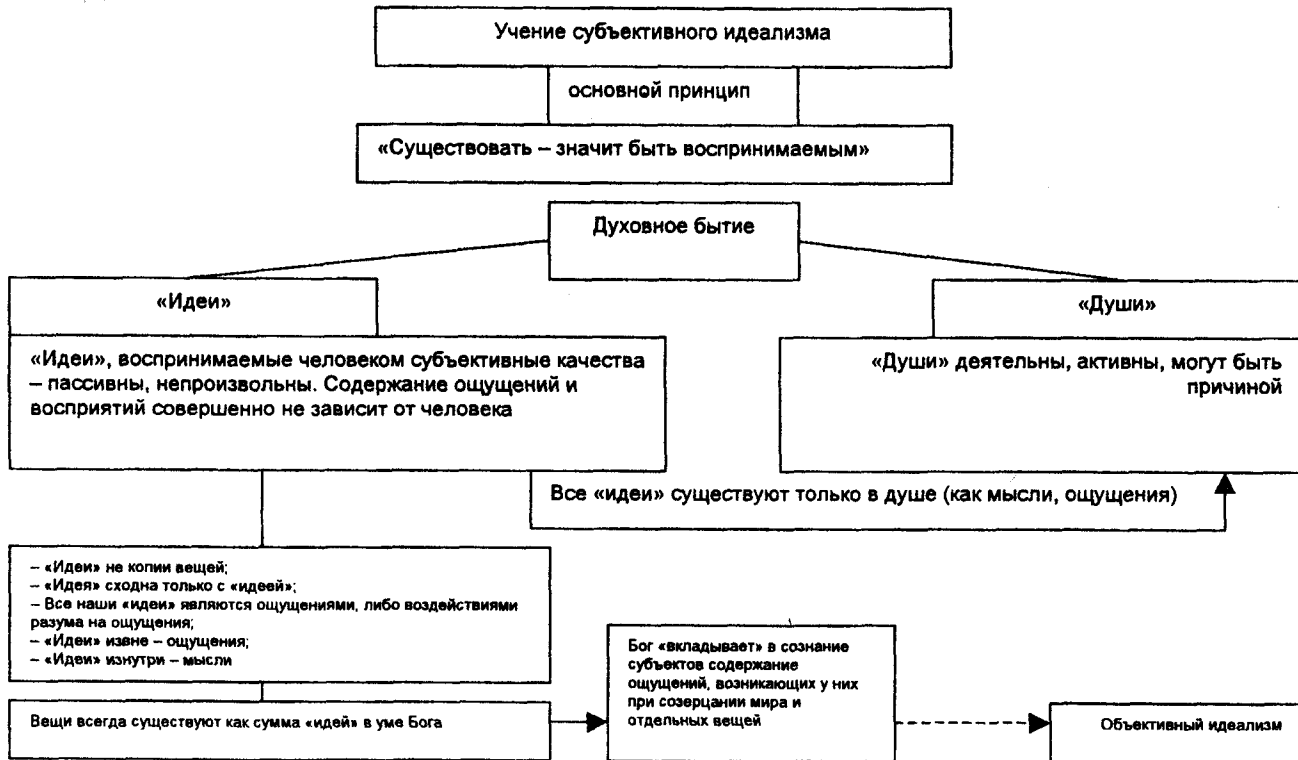 Учение субъективного идеализма
основной принцип
«Существовать – значит быть воспринимаемым»
Духовное бытие
«Идеи»
«Души»
«Идеи», воспринимаемые человеком субъективные качества
– пассивны, непроизвольны. Содержание ощущений и
восприятий совершенно не зависит от человека
«Души» деятельны, активны, могут быть
причиной
Все «идеи» существуют только в душе (как мысли, ощущения)
– «Идеи» не копии вещей;
– «Идея» сходна только с «идеей»;
– Все наши «идеи» являются ощущениями, либо воздействиями
разума на ощущения;
– «Идеи» извне – ощущения;
– «Идеи» изнутри – мысли
Вещи всегда существуют как сумма «идей» в уме Бога
Бог «вкладывает» в сознание
субъектов содержание
ощущений, возникающих у них
при созерцании мира и
отдельных вещей
Объективный идеализм